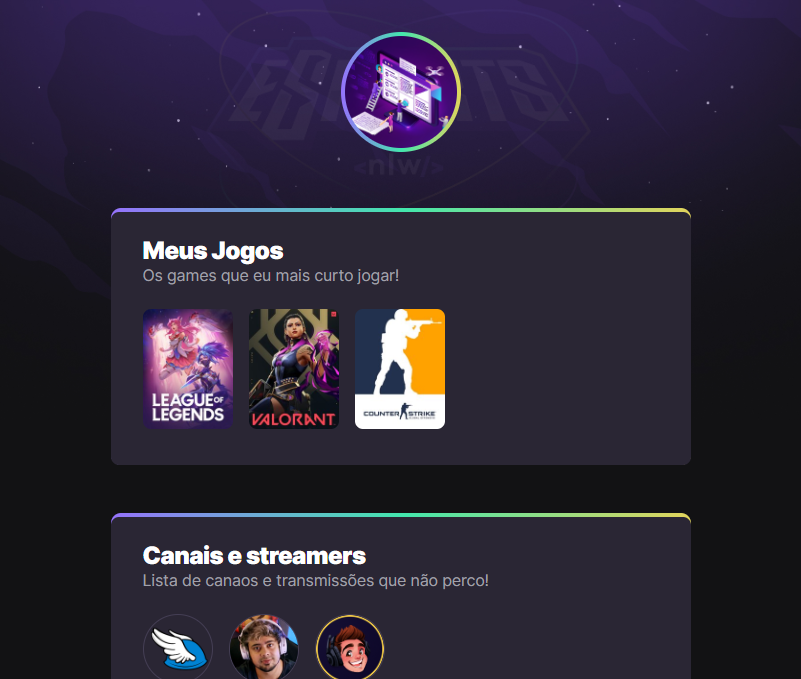 ESPORTS
<nlw/>
Meus Jogos
Os games que eu mais curto jogar!
LEAGUE OF
LEGENDS
VALORANT
COUNTER STRIKE
Canais e streamers
Lista de canaos e transmissões que não perco!